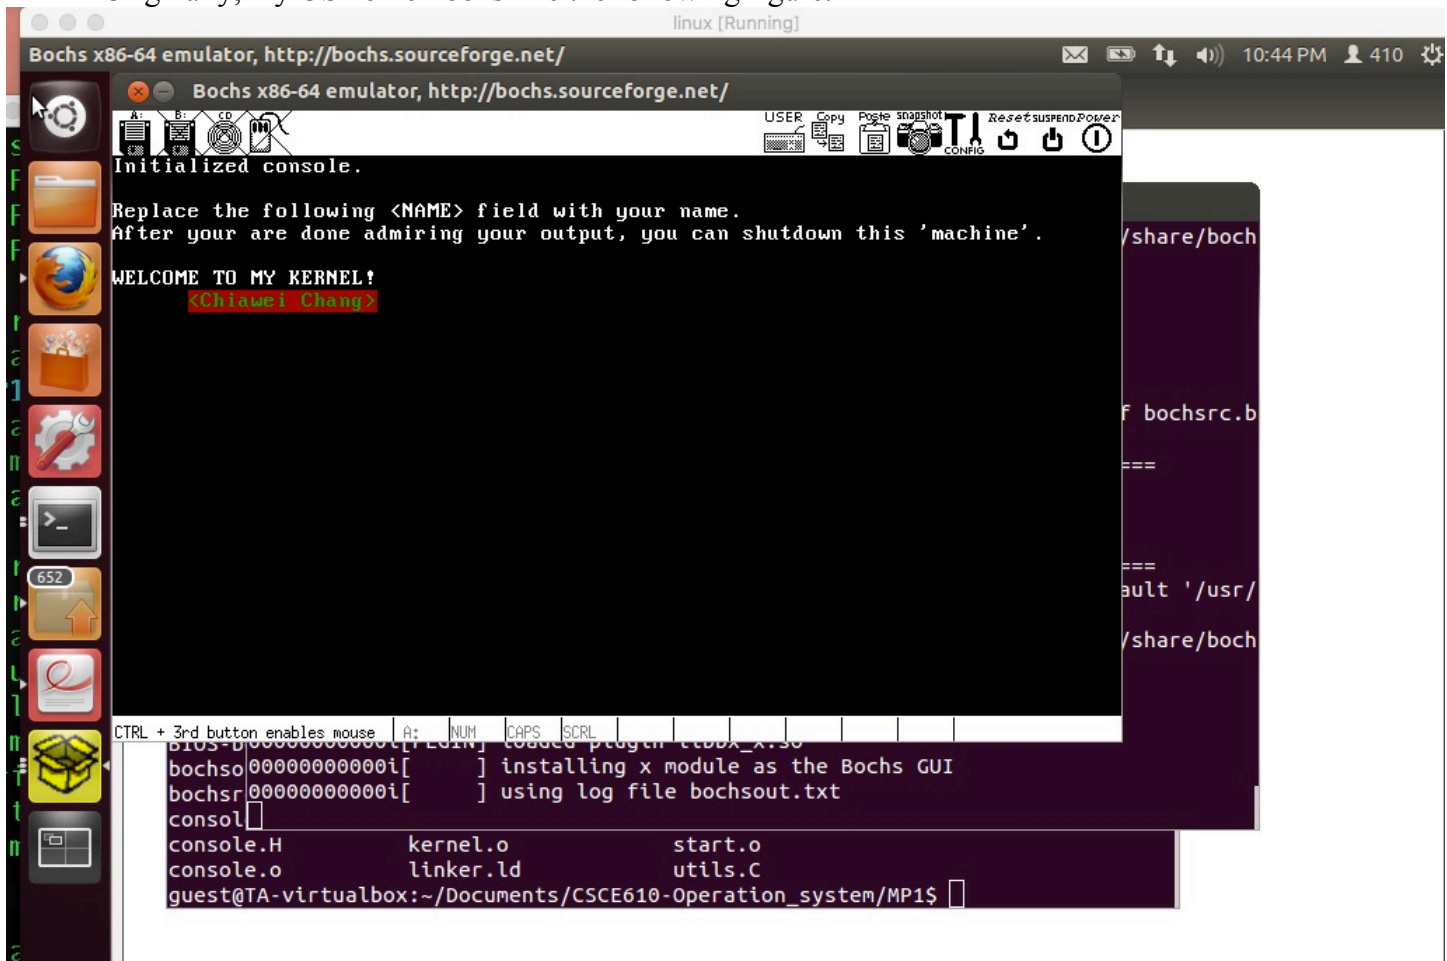 linux [Running]
Bochs x86-64 emulator, http://bochs.sourceforge.net/
10:44 PM 410
Bochs x86-64 emulator, http://bochs.sourceforge.net/
A: B: CD USER Copy Poste snapshot CONFIG Reset SUSPEND Power
Initialized console.
Replace the following <NAME> field with your name.
After your are done admiring your output, you can shutdown this 'machine'.
WELCOME TO MY KERNEL!
<Chiawei Chang>
/share/boch
f bochsrc.b
===
===
652
ault '/usr/
/share/boch
CTRL + 3rd button enables mouse A: NUM CAPS SCRL
bochso 00000000000i[ ] installing x module as the Bochs GUI
bochsr 00000000000i[ ] using log file bochsout.txt
consol
console.H kernel.o start.o
console.o linker.ld utils.C
guest@TA-virtualbox:~/Documents/CSCE610-Operation_system/MP1$